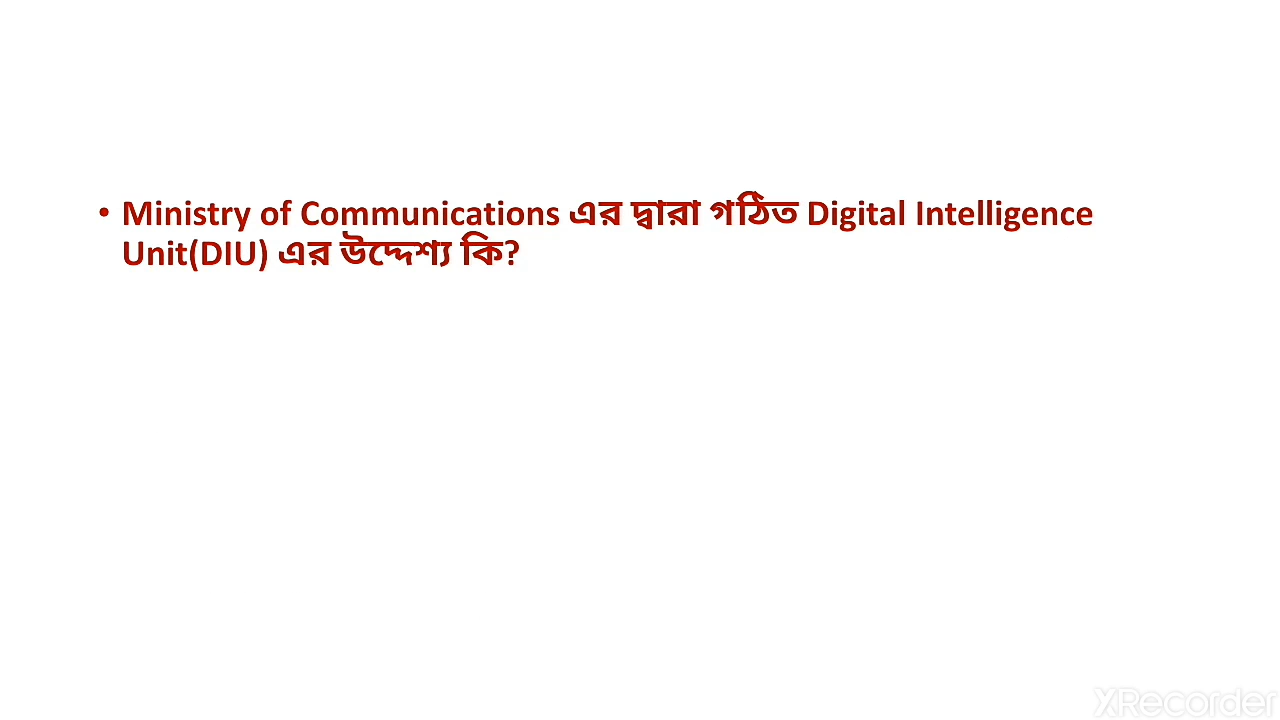 • Ministry of Communications এর দ্বারা গঠিত Digital Intelligence
Unit(DIU) এর উদ্দেশ্য কি?
XRecorder